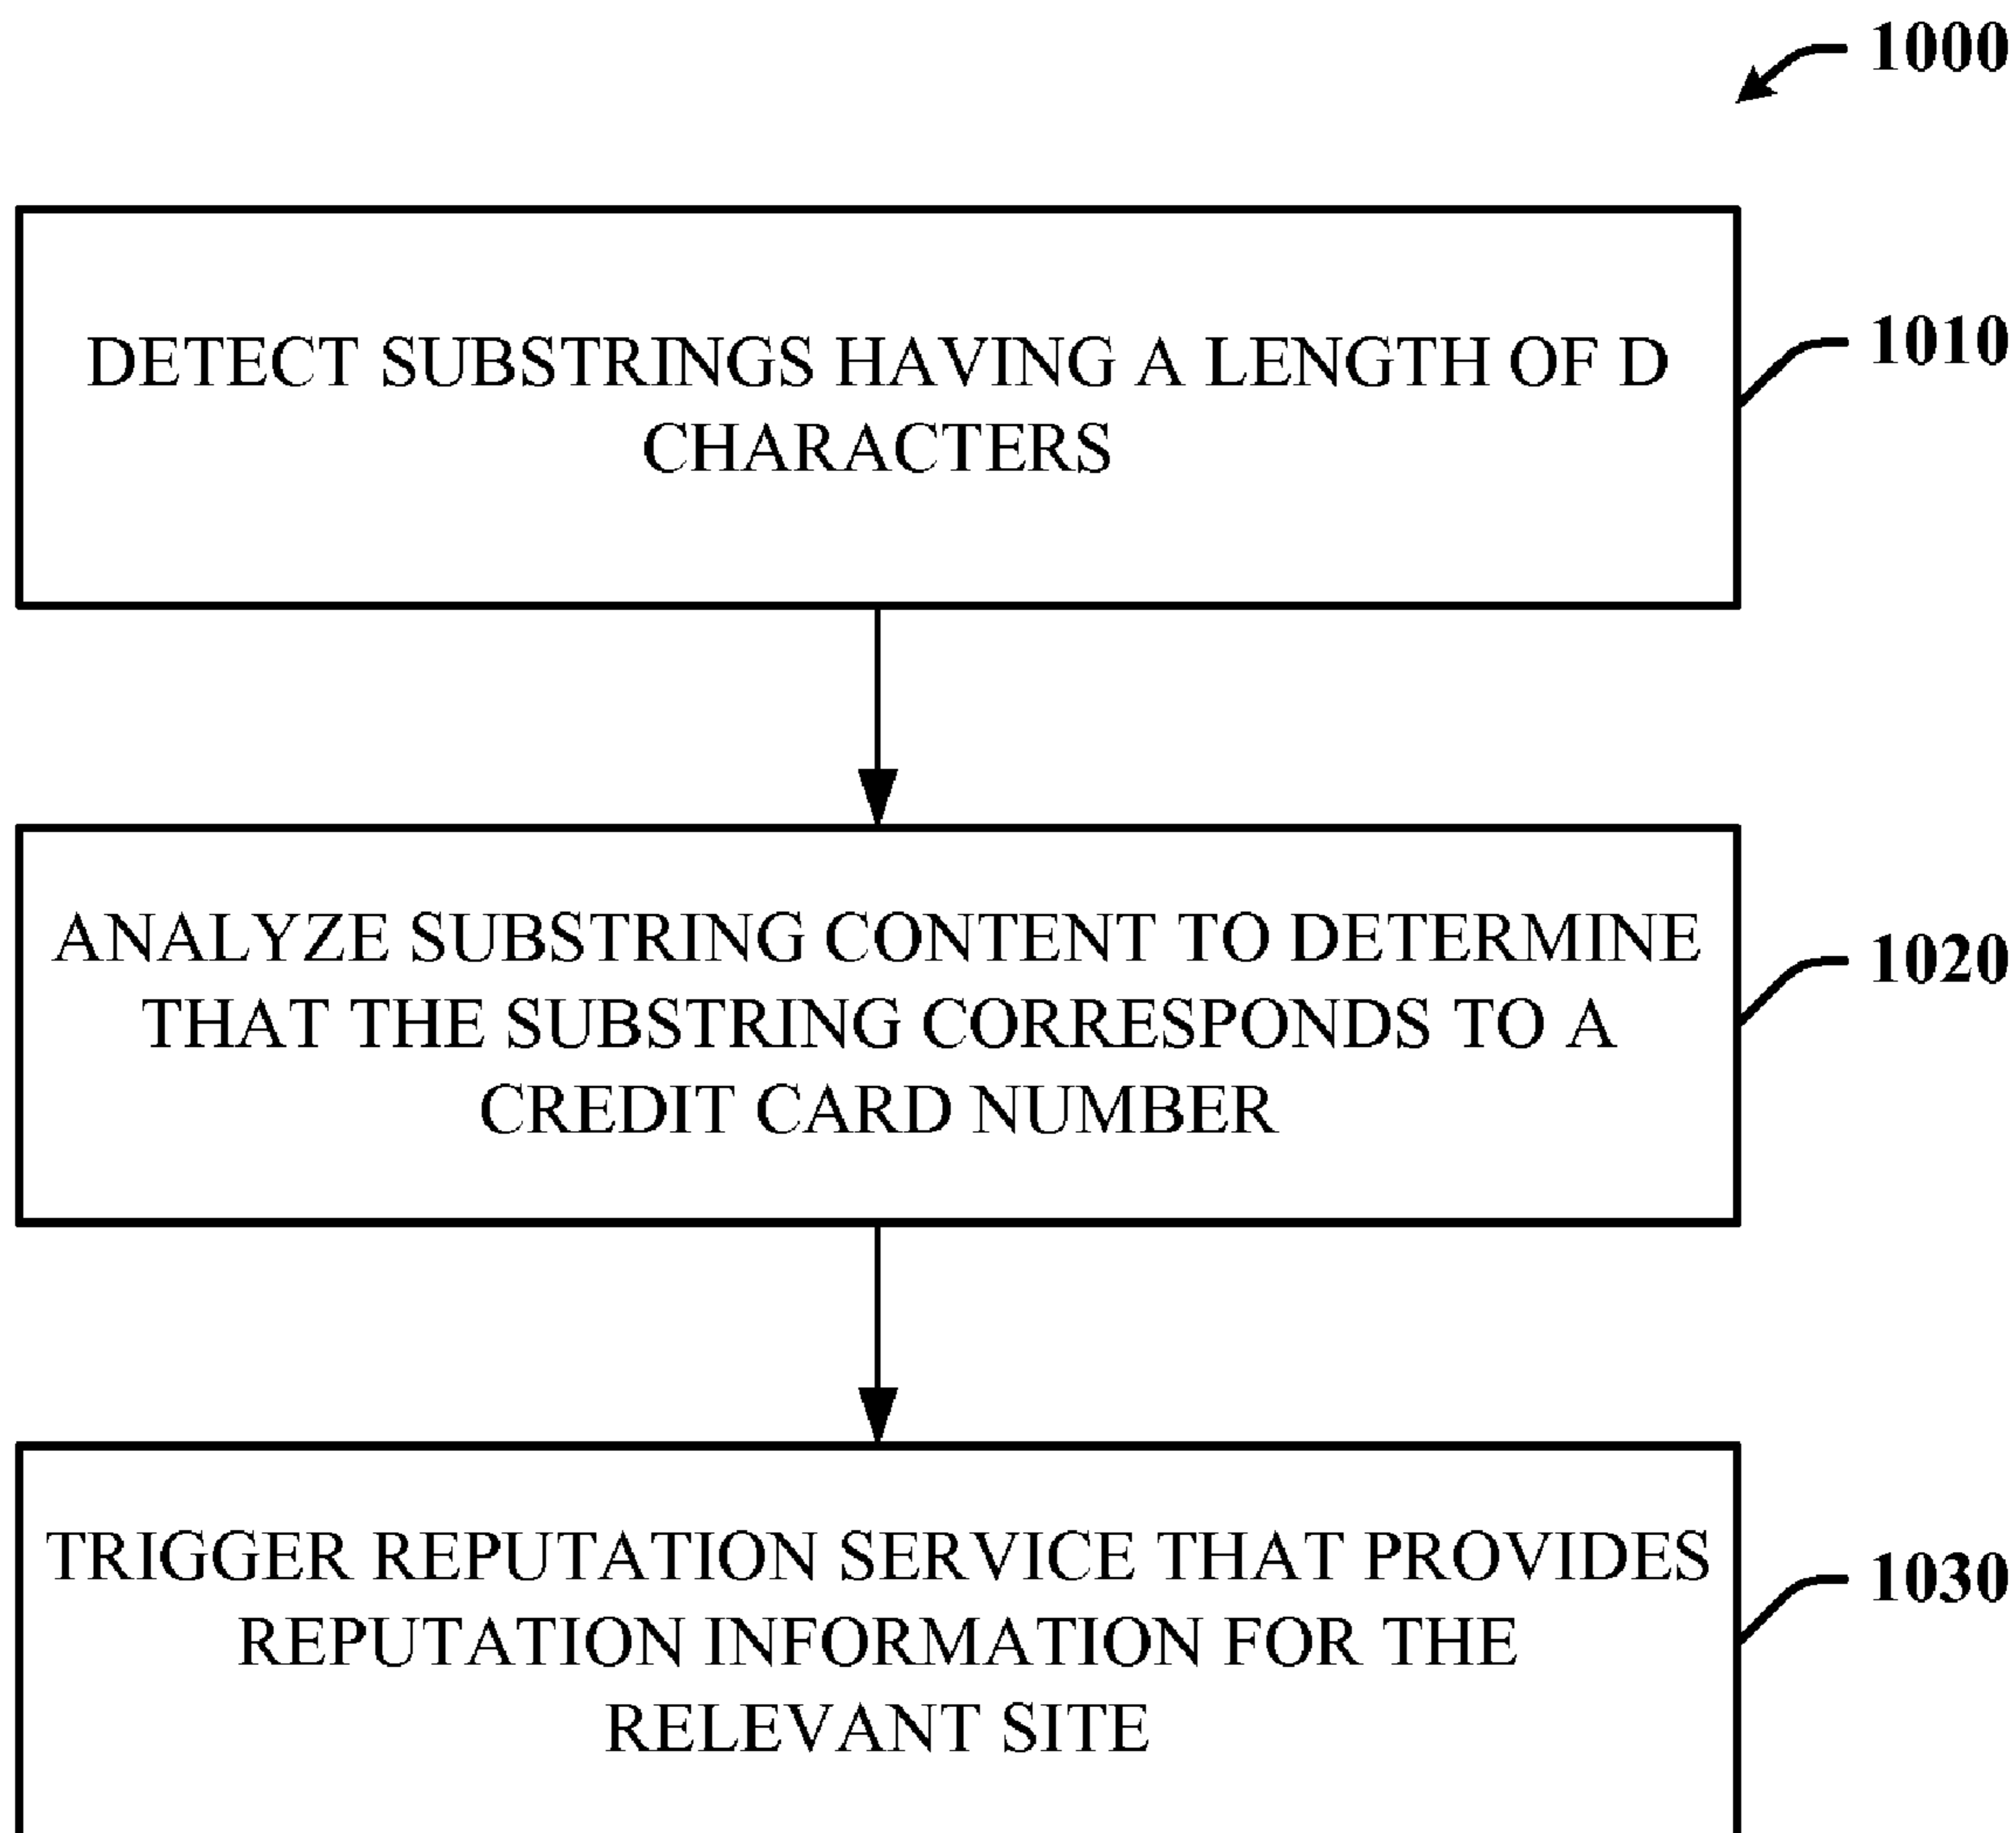 1000
DETECT SUBSTRINGS HAVING A LENGTH OF D
CHARACTERS
1010
ANALYZE SUBSTRING CONTENT TO DETERMINE
THAT THE SUBSTRING CORRESPONDS TO A
CREDIT CARD NUMBER
1020
TRIGGER REPUTATION SERVICE THAT PROVIDES
REPUTATION INFORMATION FOR THE
RELEVANT SITE
1030